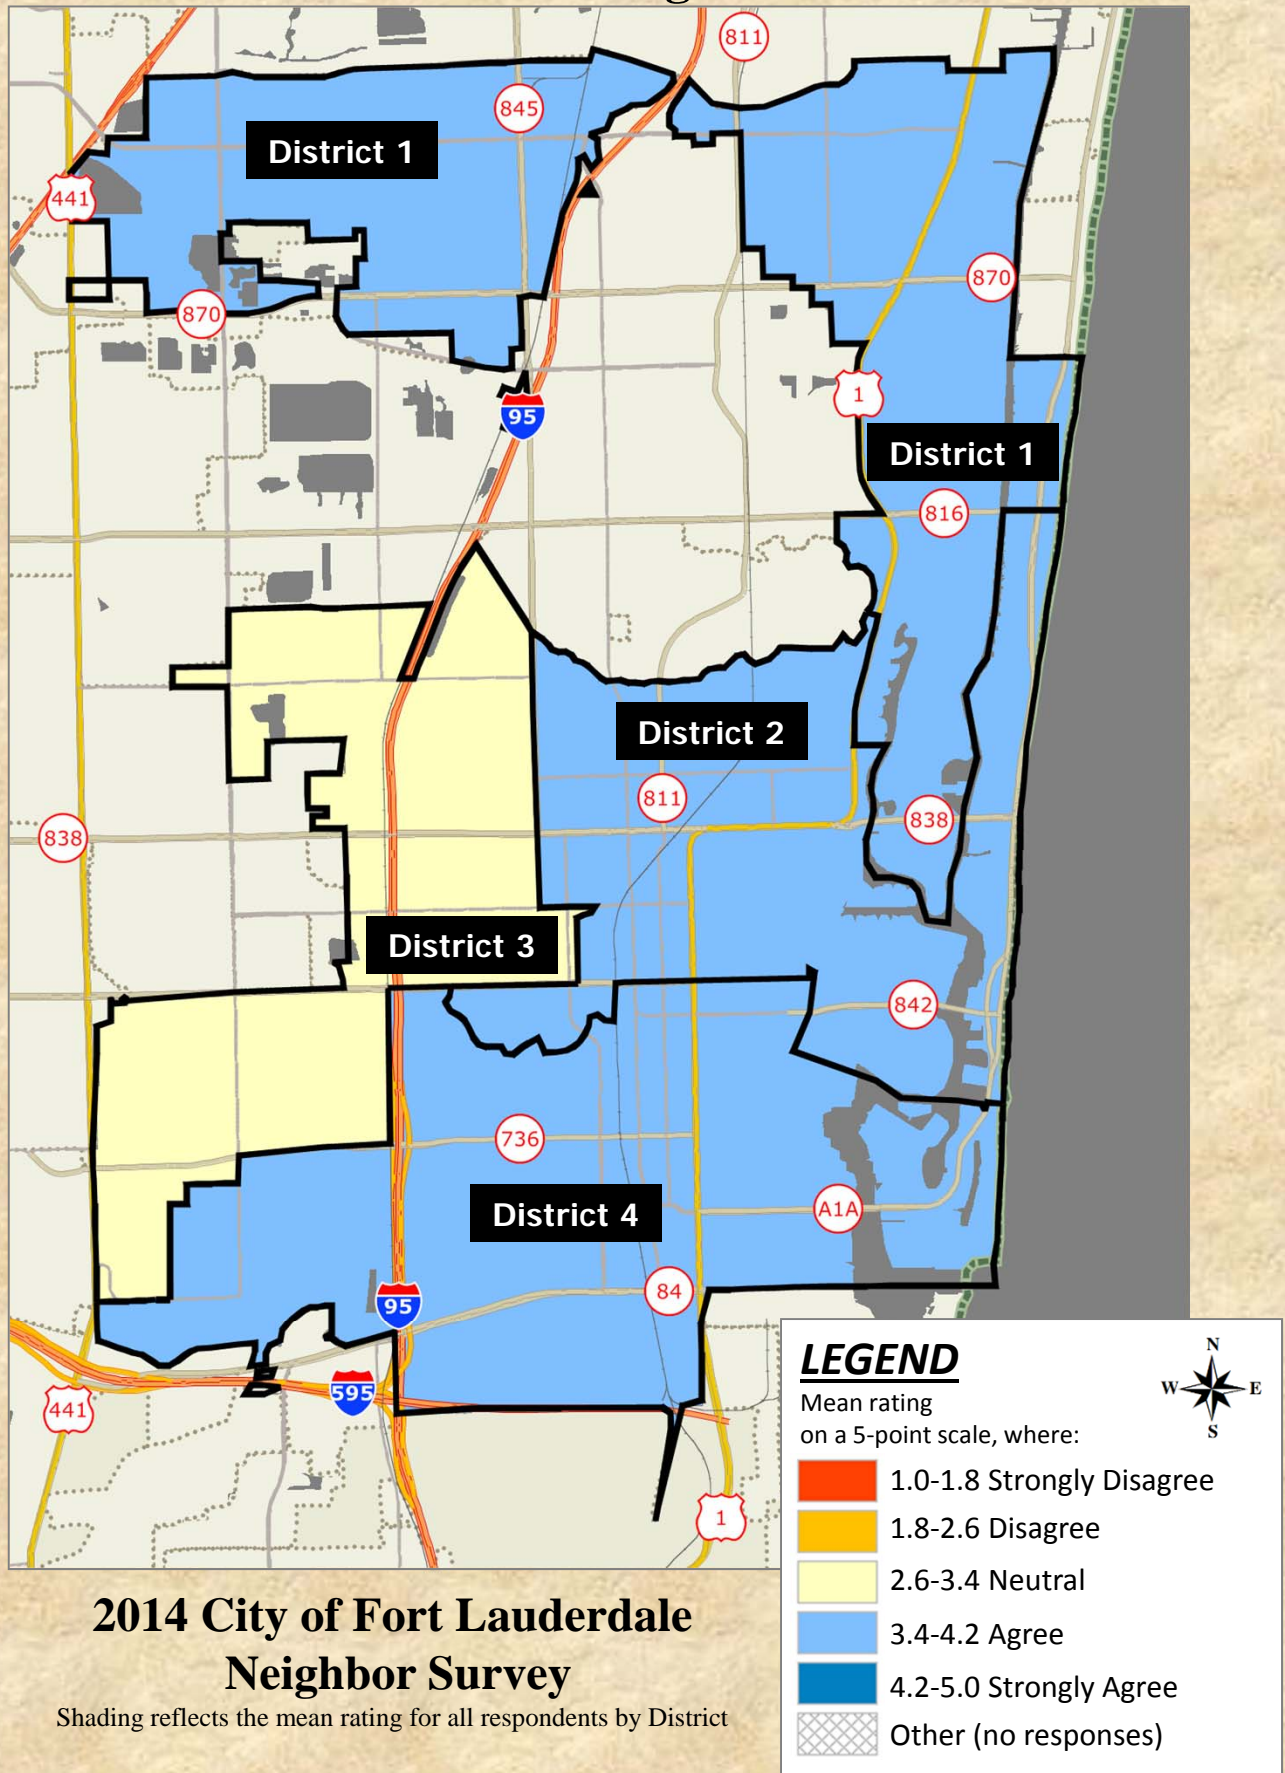 811
845
District 1
441
870
870
1
95
District 1
816
District 2
811
838
838
District 3
842
736
District 4
A1A
84
95
595
441
1
LEGEND
Mean rating
on a 5-point scale, where:
1.0-1.8 Strongly Disagree
1.8-2.6 Disagree
2.6-3.4 Neutral
3.4-4.2 Agree
4.2-5.0 Strongly Agree
Other (no responses)
N
W
E
S
2014 City of Fort Lauderdale
Neighbor Survey
Shading reflects the mean rating for all respondents by District